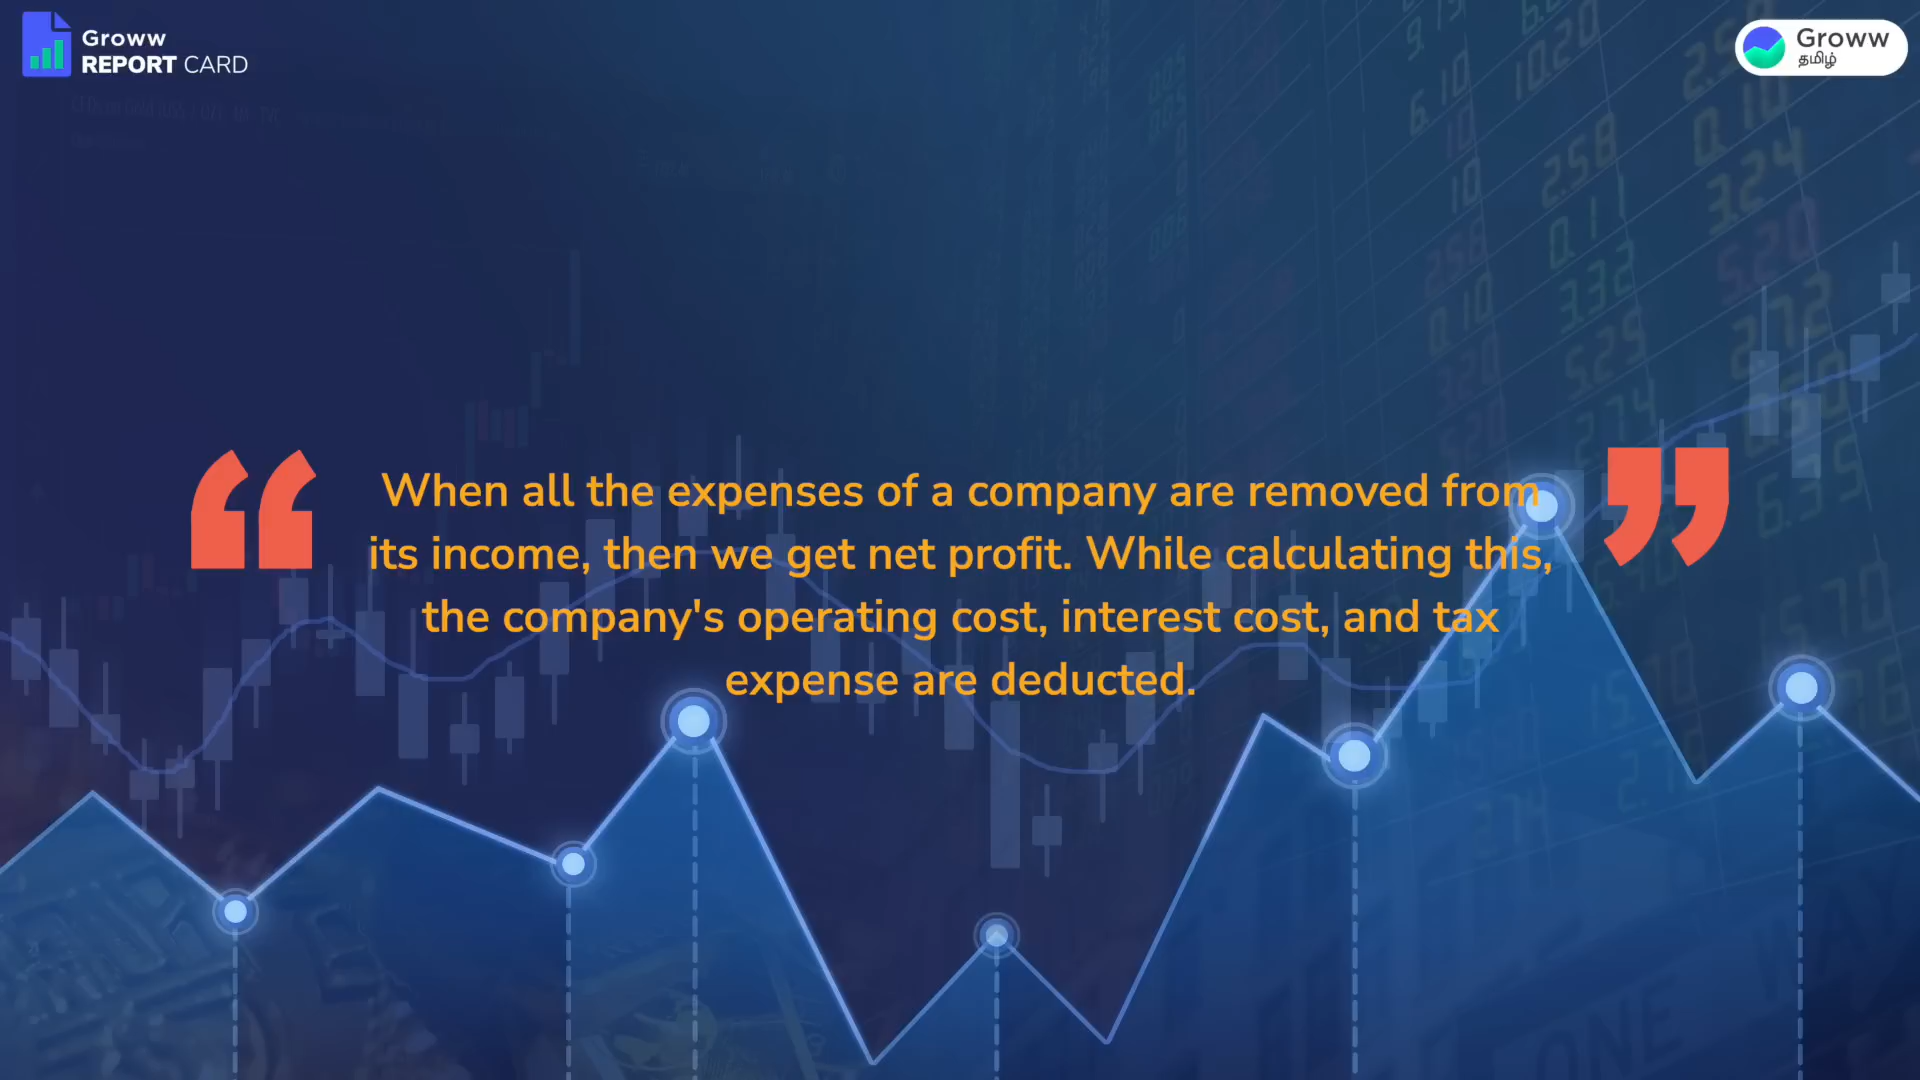 Groww
REPORT CARD
Groww
தமிழ்
When all the expenses of a company are removed from
its income, then we get net profit. While calculating this,
the company's operating cost, interest cost, and tax
expense are deducted.